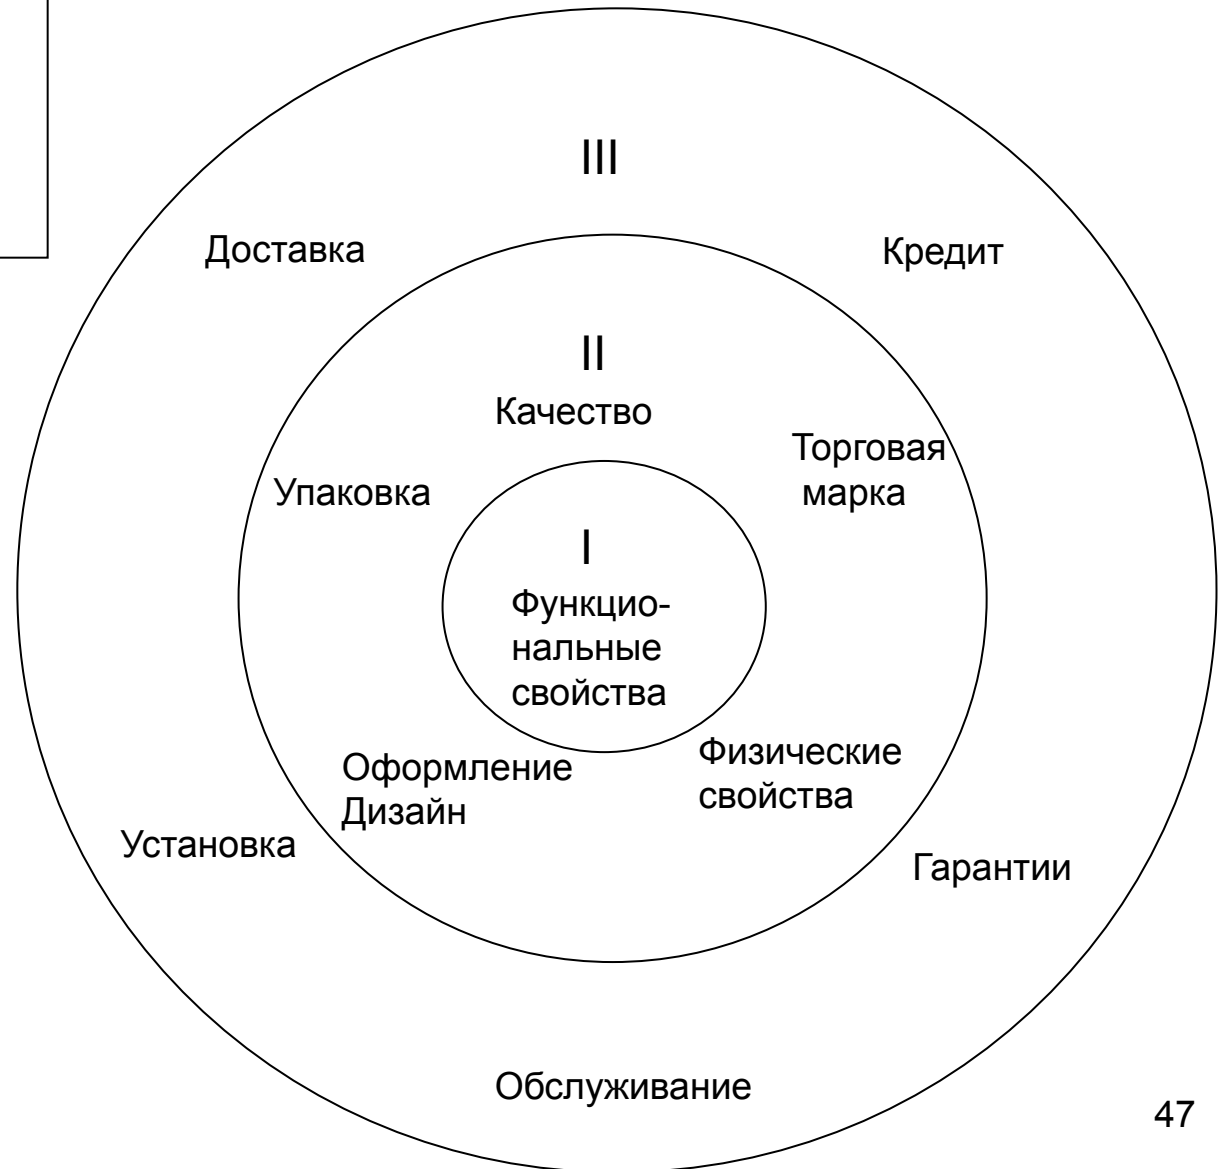 III
Доставка
Кредит
II
Качество
Торговая
марка
Упаковка
I
Функцио-
нальные
свойства
Оформление
Дизайн
Физические
свойства
Установка
Гарантии
Обслуживание
47